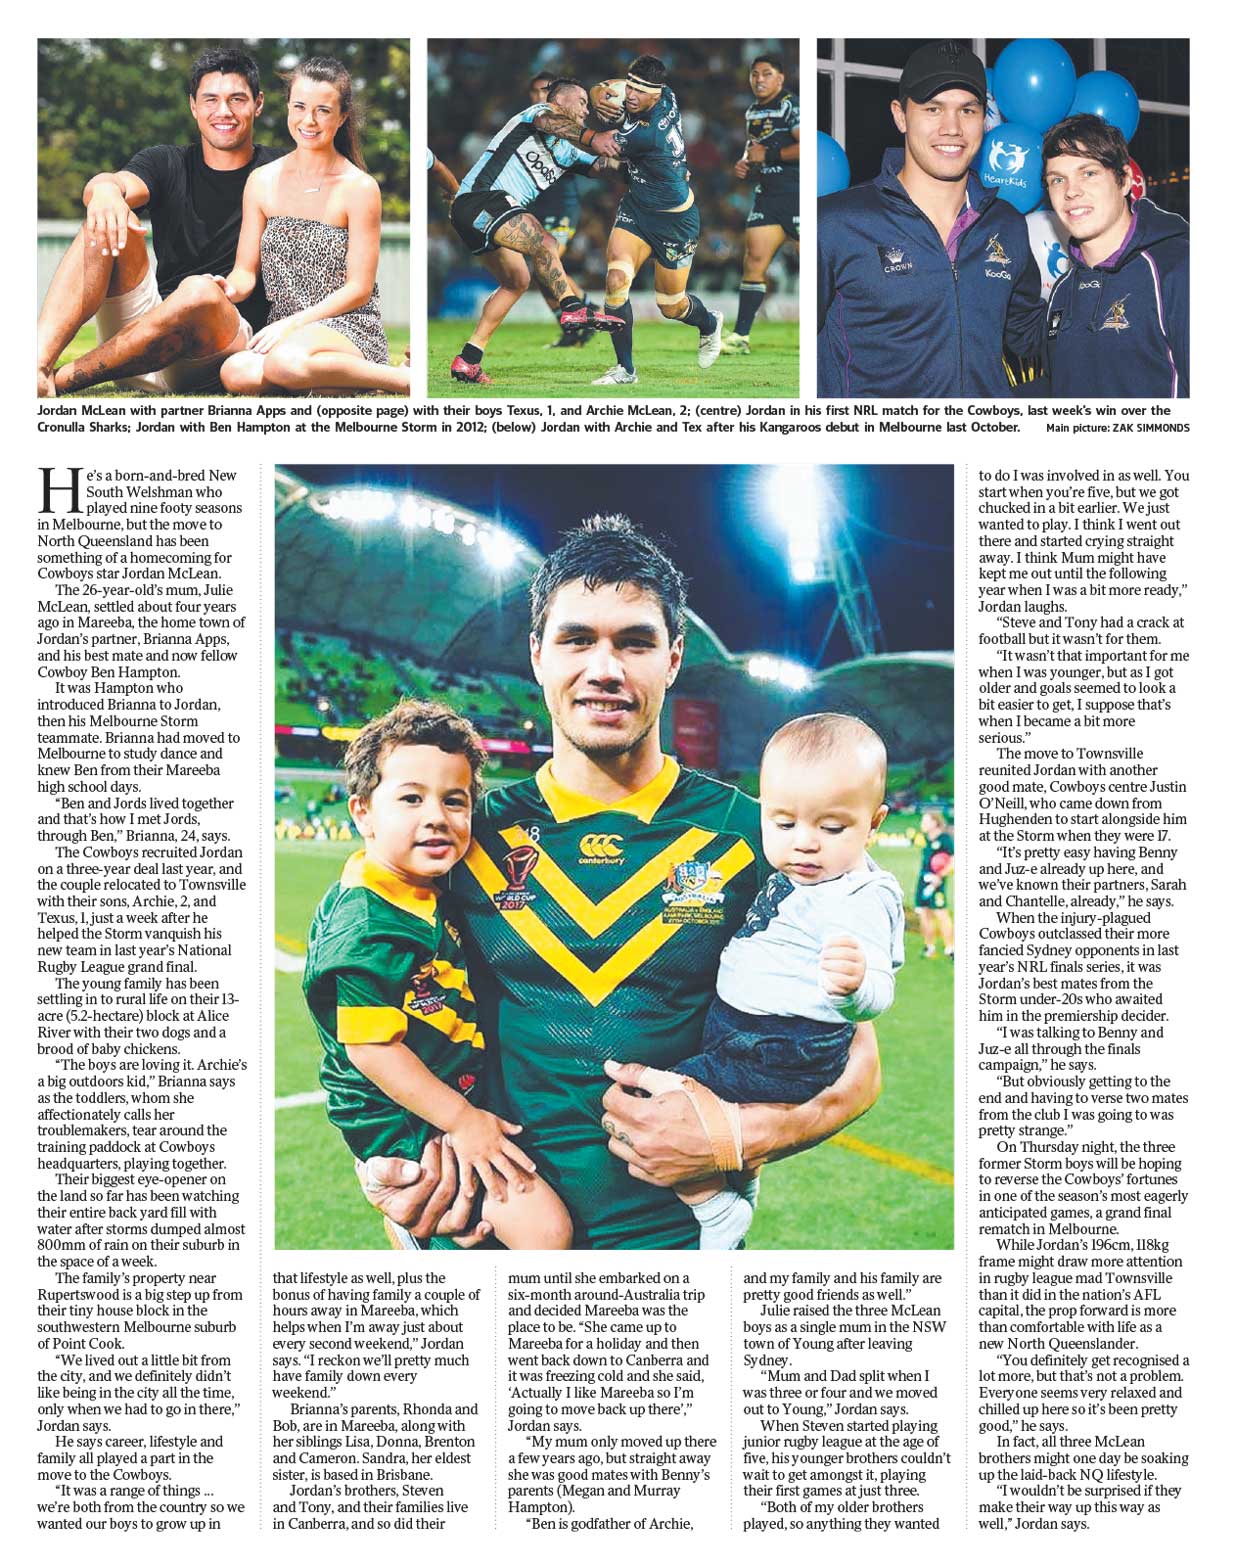 Opal
HeartKids
CROWN
KooGa
KooGa
Jordan McLean with partner Brianna Apps and (opposite page) with their boys Texus, 1, and Archie McLean, 2; (centre) Jordan in his first NRL match for the Cowboys, last week's win over the
Cronulla Sharks; Jordan with Ben Hampton at the Melbourne Storm in 2012; (below) Jordan with Archie and Tex after his Kangaroos debut in Melbourne last October. Main picture: ZAK SIMMONDS
He's a born-and-bred New
South Welshman who
played nine footy seasons
in Melbourne, but the move to
North Queensland has been
something of a homecoming for
Cowboys star Jordan McLean.
The 26-year-old's mum, Julie
McLean, settled about four years
ago in Mareeba, the home town of
Jordan's partner, Brianna Apps,
and his best mate and now fellow
Cowboy Ben Hampton.
It was Hampton who
introduced Brianna to Jordan,
then his Melbourne Storm
teammate. Brianna had moved to
Melbourne to study dance and
knew Ben from their Mareeba
high school days.
“Ben and Jords lived together
and that's how I met Jords,
through Ben,” Brianna, 24, says.
The Cowboys recruited Jordan
on a three-year deal last year, and
the couple relocated to Townsville
with their sons, Archie, 2, and
Texus, 1, just a week after he
helped the Storm vanquish his
new team in last year's National
Rugby League grand final.
The young family has been
settling in to rural life on their 13-
acre (5.2-hectare) block at Alice
River with their two dogs and a
brood of baby chickens.
“The boys are loving it. Archie's
a big outdoors kid,” Brianna says
as the toddlers, whom she
affectionately calls her
troublemakers, tear around the
training paddock at Cowboys
headquarters, playing together.
Their biggest eye-opener on
the land so far has been watching
their entire back yard fill with
water after storms dumped almost
800mm of rain on their suburb in
the space of a week.
The family's property near
Rupertswood is a big step up from
their tiny house block in the
southwestern Melbourne suburb
of Point Cook.
“We lived out a little bit from
the city, and we definitely didn't
like being in the city all the time,
only when we had to go in there,”
Jordan says.
He says career, lifestyle and
family all played a part in the
move to the Cowboys.
“It was a range of things ...
we're both from the country so we
wanted our boys to grow up in
canterbury
WORLD CUP
2017
AUSTRALIA
AUSTRALIA v ENGLAND
AAMI PARK, MELBOURNE
27TH OCTOBER 2017
2017
that lifestyle as well, plus the
bonus of having family a couple of
hours away in Mareeba, which
helps when I'm away just about
every second weekend,” Jordan
says. “I reckon we'll pretty much
have family down every
weekend.”
Brianna's parents, Rhonda and
Bob, are in Mareeba, along with
her siblings Lisa, Donna, Brenton
and Cameron. Sandra, her eldest
sister, is based in Brisbane.
Jordan's brothers, Steven
and Tony, and their families live
in Canberra, and so did their
mum until she embarked on a
six-month around-Australia trip
and decided Mareeba was the
place to be. “She came up to
Mareeba for a holiday and then
went back down to Canberra and
it was freezing cold and she said,
‘Actually I like Mareeba so I'm
going to move back up there’,”
Jordan says.
“My mum only moved up there
a few years ago, but straight away
she was good mates with Benny's
parents (Megan and Murray
Hampton).
“Ben is godfather of Archie,
and my family and his family are
pretty good friends as well.”
Julie raised the three McLean
boys as a single mum in the NSW
town of Young after leaving
Sydney.
“Mum and Dad split when I
was three or four and we moved
out to Young,” Jordan says.
When Steven started playing
junior rugby league at the age of
five, his younger brothers couldn't
wait to get amongst it, playing
their first games at just three.
“Both of my older brothers
played, so anything they wanted
to do I was involved in as well. You
start when you're five, but we got
chucked in a bit earlier. We just
wanted to play. I think I went out
there and started crying straight
away. I think Mum might have
kept me out until the following
year when I was a bit more ready,”
Jordan laughs.
“Steve and Tony had a crack at
football but it wasn't for them.
“It wasn't that important for me
when I was younger, but as I got
older and goals seemed to look a
bit easier to get, I suppose that's
when I became a bit more
serious.”
The move to Townsville
reunited Jordan with another
good mate, Cowboys centre Justin
O'Neill, who came down from
Hughenden to start alongside him
at the Storm when they were 17.
“It's pretty easy having Benny
and Juz-e already up here, and
we've known their partners, Sarah
and Chantelle, already,” he says.
When the injury-plagued
Cowboys outclassed their more
fancied Sydney opponents in last
year's NRL finals series, it was
Jordan's best mates from the
Storm under-20s who awaited
him in the premiership decider.
“I was talking to Benny and
Juz-e all through the finals
campaign,” he says.
“But obviously getting to the
end and having to verse two mates
from the club I was going to was
pretty strange.”
On Thursday night, the three
former Storm boys will be hoping
to reverse the Cowboys' fortunes
in one of the season's most eagerly
anticipated games, a grand final
rematch in Melbourne.
While Jordan's 196cm, 118kg
frame might draw more attention
in rugby league mad Townsville
than it did in the nation's AFL
capital, the prop forward is more
than comfortable with life as a
new North Queenslander.
“You definitely get recognised a
lot more, but that's not a problem.
Everyone seems very relaxed and
chilled up here so it's been pretty
good,” he says.
In fact, all three McLean
brothers might one day be soaking
up the laid-back NQ lifestyle.
“I wouldn't be surprised if they
make their way up this way as
well,” Jordan says.